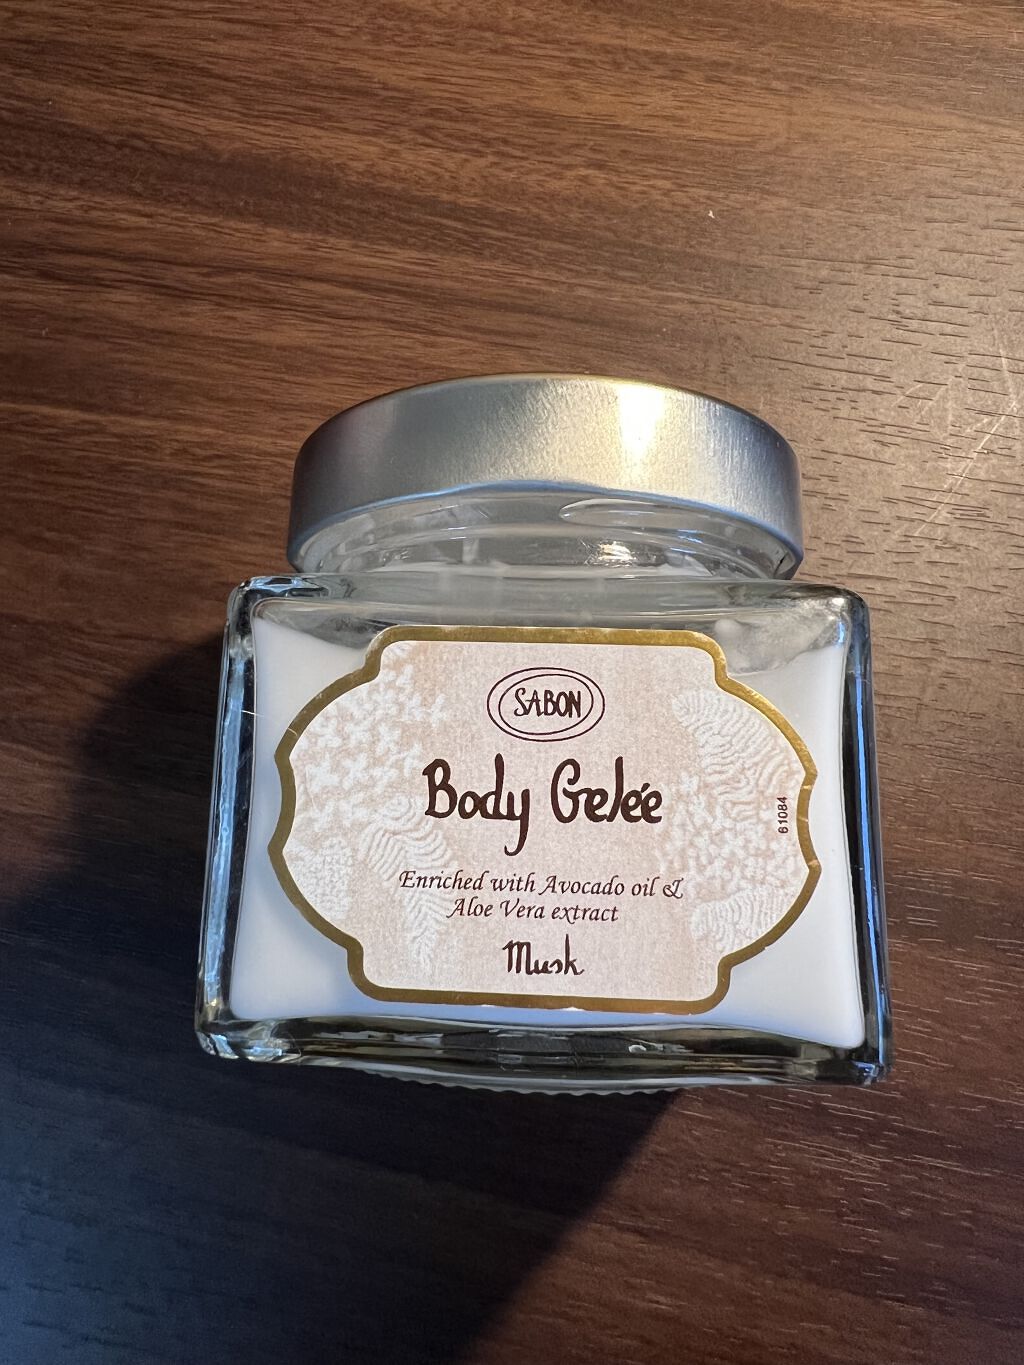 SABON
Body Gelée
61084
Enriched with Avocado oil &
Aloe Vera extract
Musk